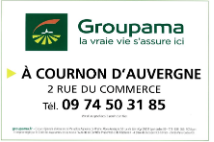 Groupama
la vraie vie s'assure ici
À COURNON D'AUVERGNE
2 RUE DU COMMERCE
Tél. 09 74 50 31 85